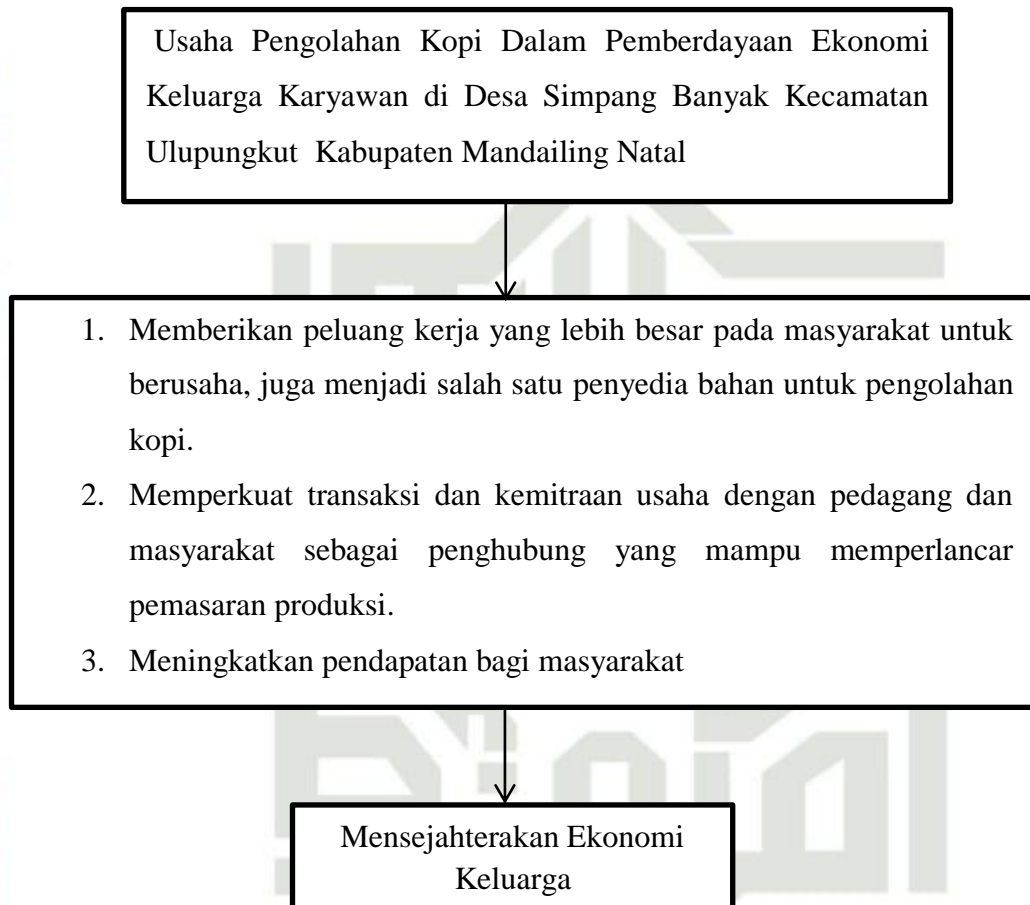 Usaha Pengolahan Kopi Dalam Pemberdayaan Ekonomi
Keluarga Karyawan di Desa Simpang Banyak Kecamatan
Ulupungkut Kabupaten Mandailing Natal
1. Memberikan peluang kerja yang lebih besar pada masyarakat untuk
berusaha, juga menjadi salah satu penyedia bahan untuk pengolahan
kopi.
2. Memperkuat transaksi dan kemitraan usaha dengan pedagang dan
masyarakat sebagai penghubung yang mampu memperlancar
pemasaran produksi.
3. Meningkatkan pendapatan bagi masyarakat
Mensejahterakan Ekonomi
Keluarga